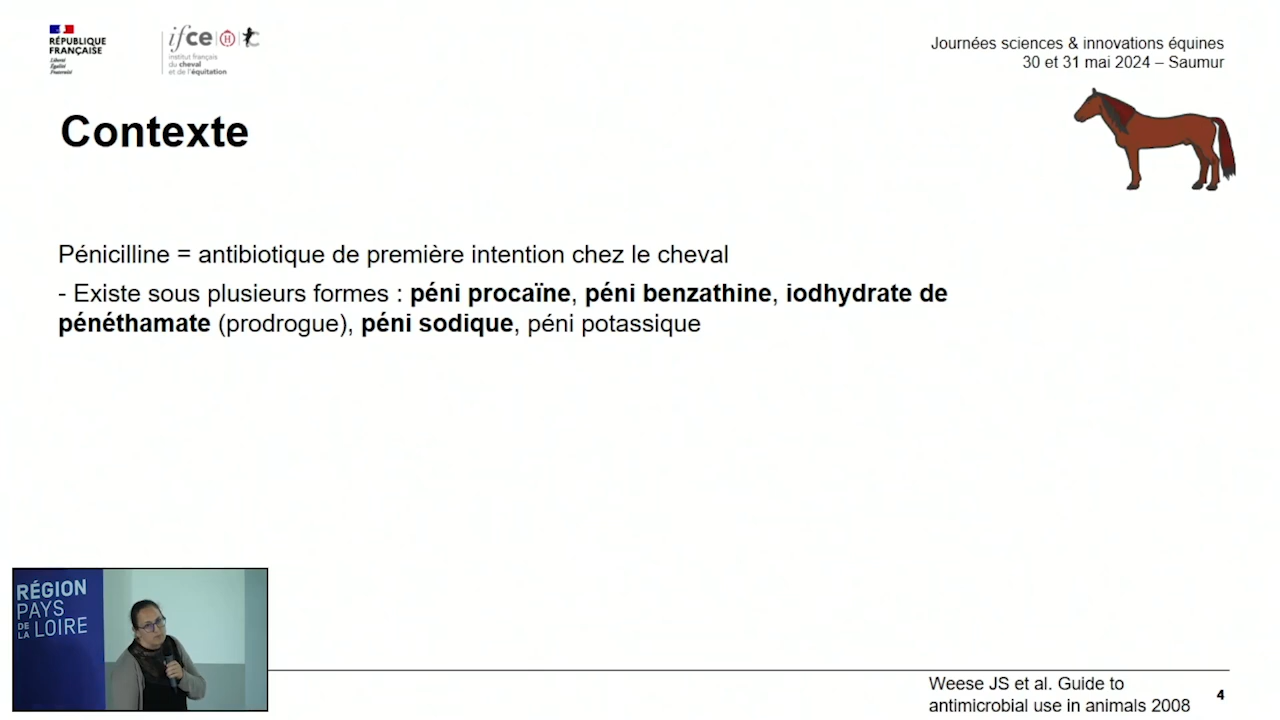 RÉPUBLIQUE
FRANÇAISE
Liberté
Égalité
Fraternité
ifce
institut français
du cheval
et de l'équitation
Journées sciences & innovations équines
30 et 31 mai 2024 – Saumur
Contexte
Pénicilline = antibiotique de première intention chez le cheval
- Existe sous plusieurs formes : péni procaïne, péni benzathine, iodhydrate de
pénéthamate (prodrogue), péni sodique, péni potassique
RÉGION
PAYS
DE LA LOIRE
Weese JS et al. Guide to
antimicrobial use in animals 2008
4